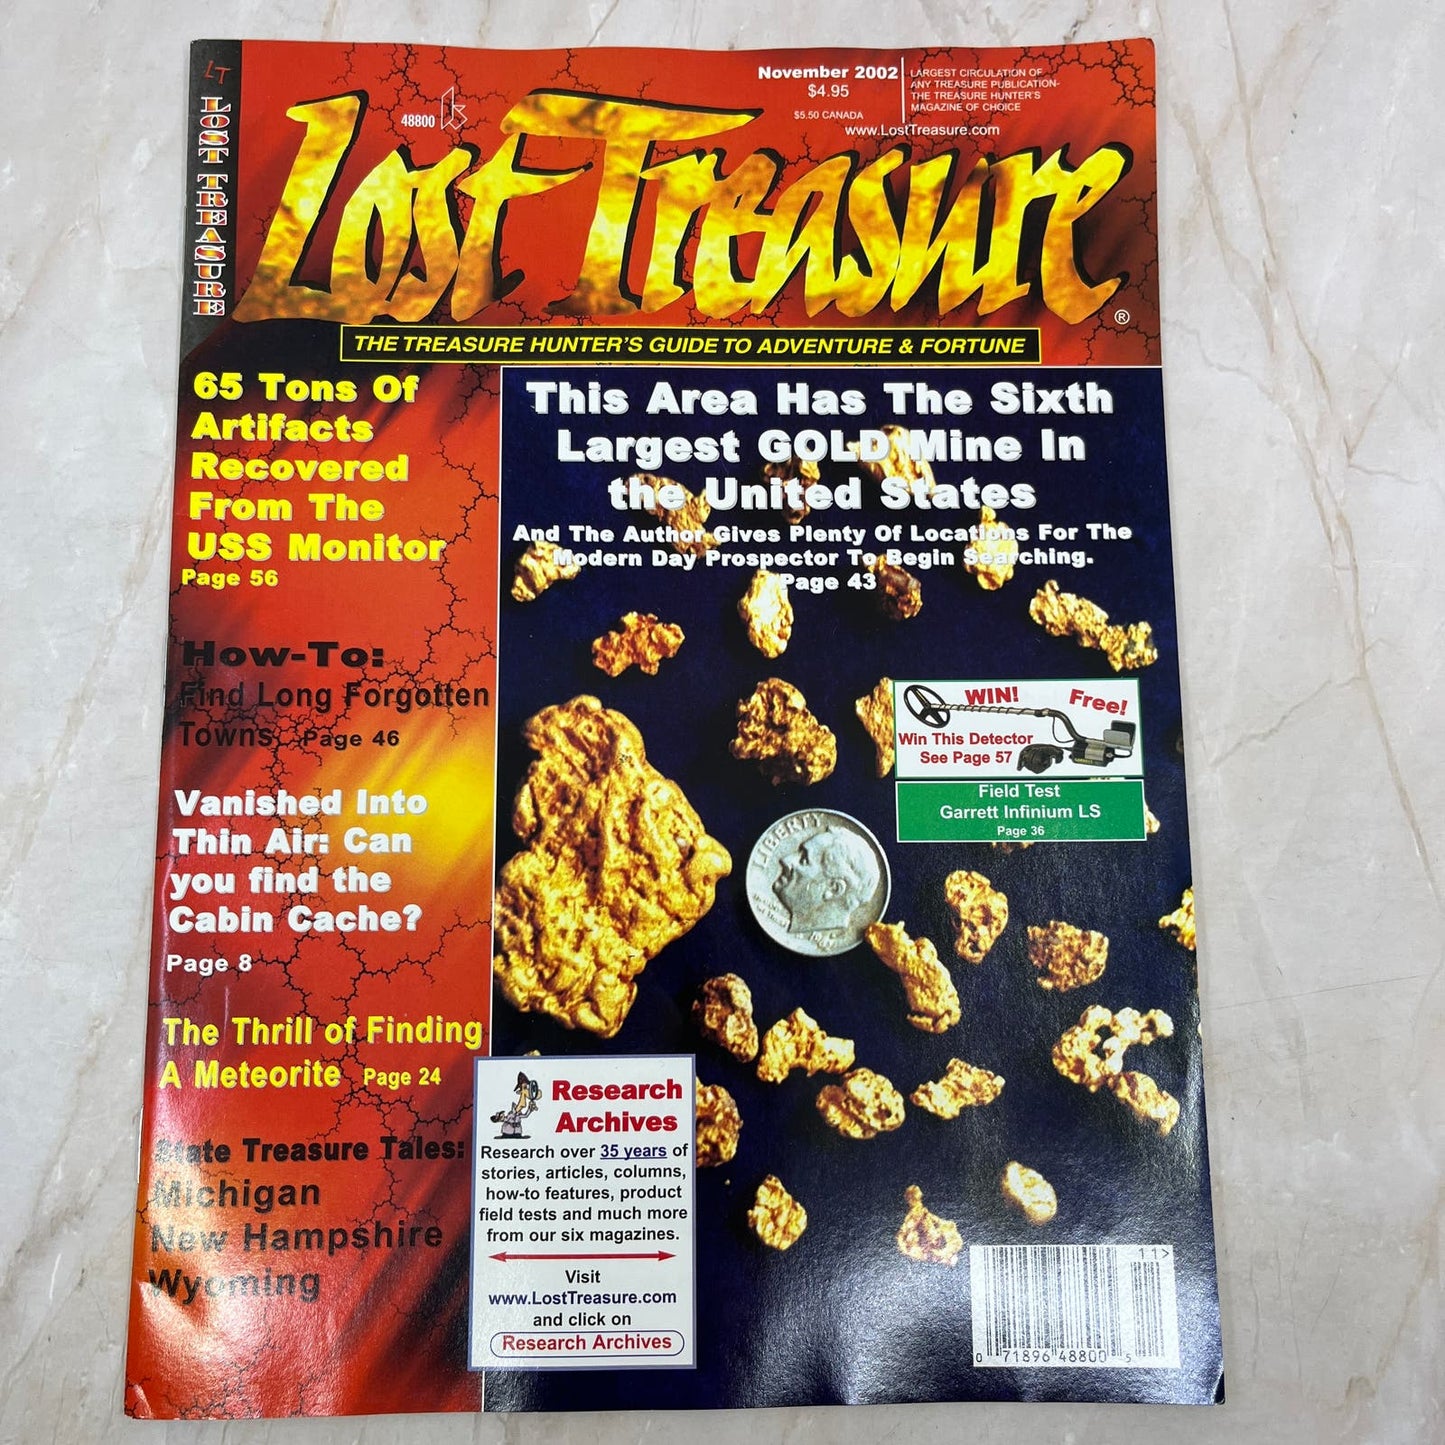 LT
LOST TREASURE
48800
November 2002
$4.95
$5.50 CANADA
LARGEST CIRCULATION OF
ANY TREASURE PUBLICATION-
THE TREASURE HUNTER'S
MAGAZINE OF CHOICE
www.LostTreasure.com
Lost Treasure ®
THE TREASURE HUNTER'S GUIDE TO ADVENTURE & FORTUNE
65 Tons Of
Artifacts
Recovered
From The
USS Monitor
Page 56
How-To:
Find Long Forgotten
Towns Page 46
Vanished Into
Thin Air: Can
you find the
Cabin Cache?
Page 8
The Thrill of Finding
A Meteorite Page 24
State Treasure Tales:
Michigan
New Hampshire
Wyoming
This Area Has The Sixth
Largest GOLD Mine In
the United States
And The Author Gives Plenty Of Locations For The
Modern Day Prospector To Begin Searching.
Page 43
WIN! Free!
Win This Detector
See Page 57
Field Test
Garrett Infinium LS
Page 36
LIBERTY
Research
Archives
Research over 35 years of
stories, articles, columns,
how-to features, product
field tests and much more
from our six magazines.
Visit
www.LostTreasure.com
and click on
Research Archives
11>
0 71896 48800 5